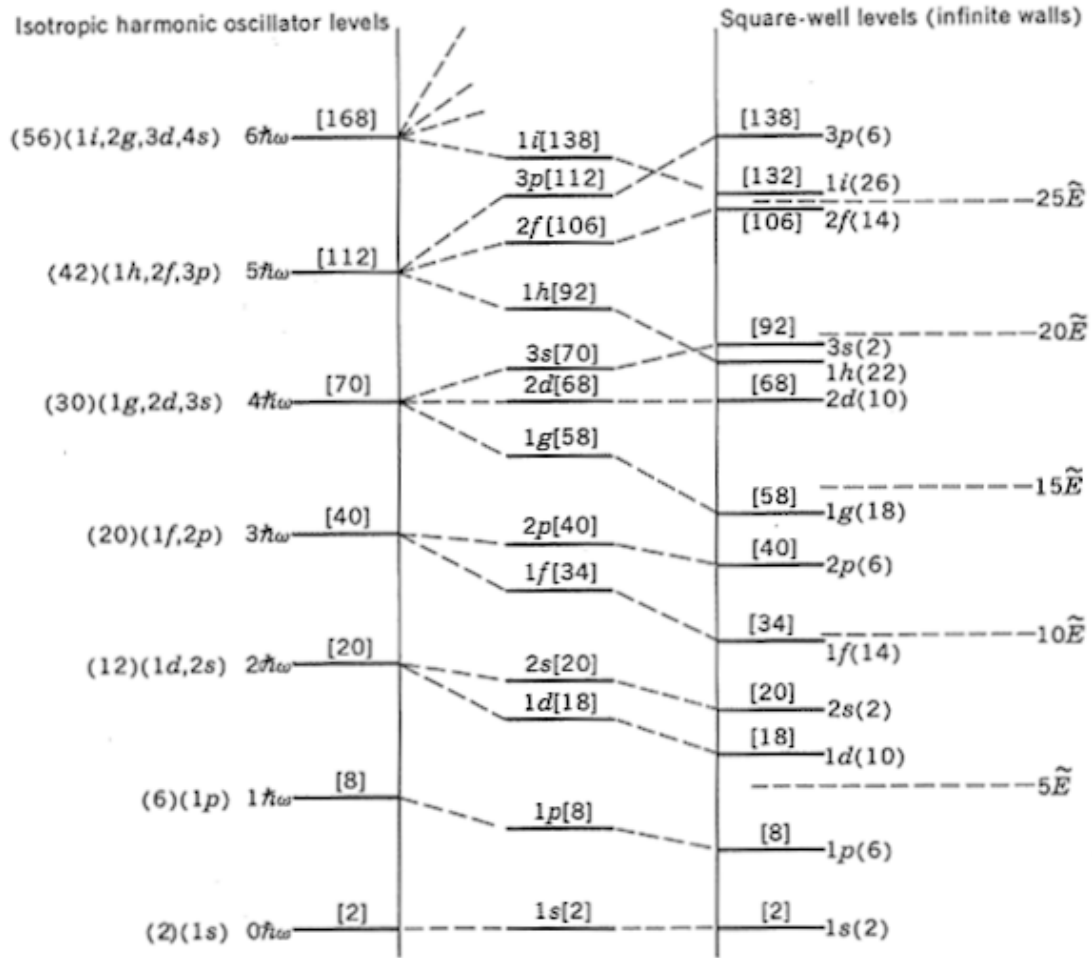 Isotropic harmonic oscillator levels
Square-well levels (infinite walls)
(56)(1i,2g,3d,4s) 6ℏω [168]
1i[138]
[138] 3p(6)
3p[112]
[132] 1i(26)
25Ẽ
2f[106]
[106] 2f(14)
(42)(1h,2f,3p) 5ℏω [112]
1h[92]
[92] 3s(2)
20Ẽ
3s[70]
1h(22)
(30)(1g,2d,3s) 4ℏω [70]
2d[68]
[68] 2d(10)
1g[58]
15Ẽ
[58] 1g(18)
(20)(1f,2p) 3ℏω [40]
2p[40]
[40] 2p(6)
1f[34]
[34] 1f(14)
10Ẽ
(12)(1d,2s) 2ℏω [20]
2s[20]
[20] 2s(2)
1d[18]
[18] 1d(10)
5Ẽ
(6)(1p) 1ℏω [8]
1p[8]
[8] 1p(6)
(2)(1s) 0ℏω [2]
1s[2]
[2] 1s(2)